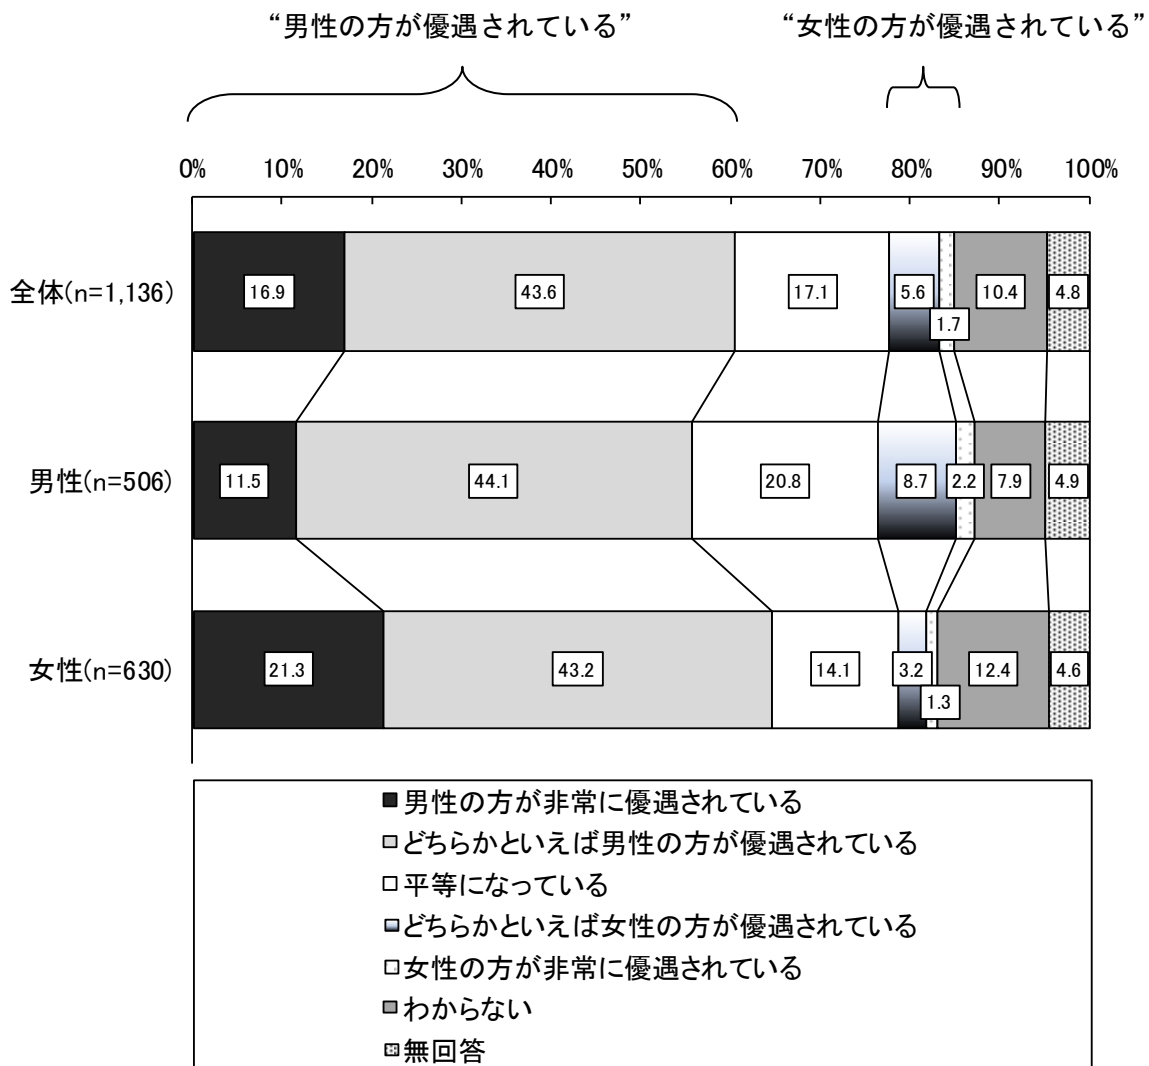 “男性の方が優遇されている” “女性の方が優遇されている”
0% 10% 20% 30% 40% 50% 60% 70% 80% 90% 100%
全体(n=1,136) 16.9 43.6 17.1 5.6 1.7 10.4 4.8
男性(n=506) 11.5 44.1 20.8 8.7 2.2 7.9 4.9
女性(n=630) 21.3 43.2 14.1 3.2 1.3 12.4 4.6
男性の方が非常に優遇されている
どちらかといえば男性の方が優遇されている
平等になっている
どちらかといえば女性の方が優遇されている
女性の方が非常に優遇されている
わからない
無回答